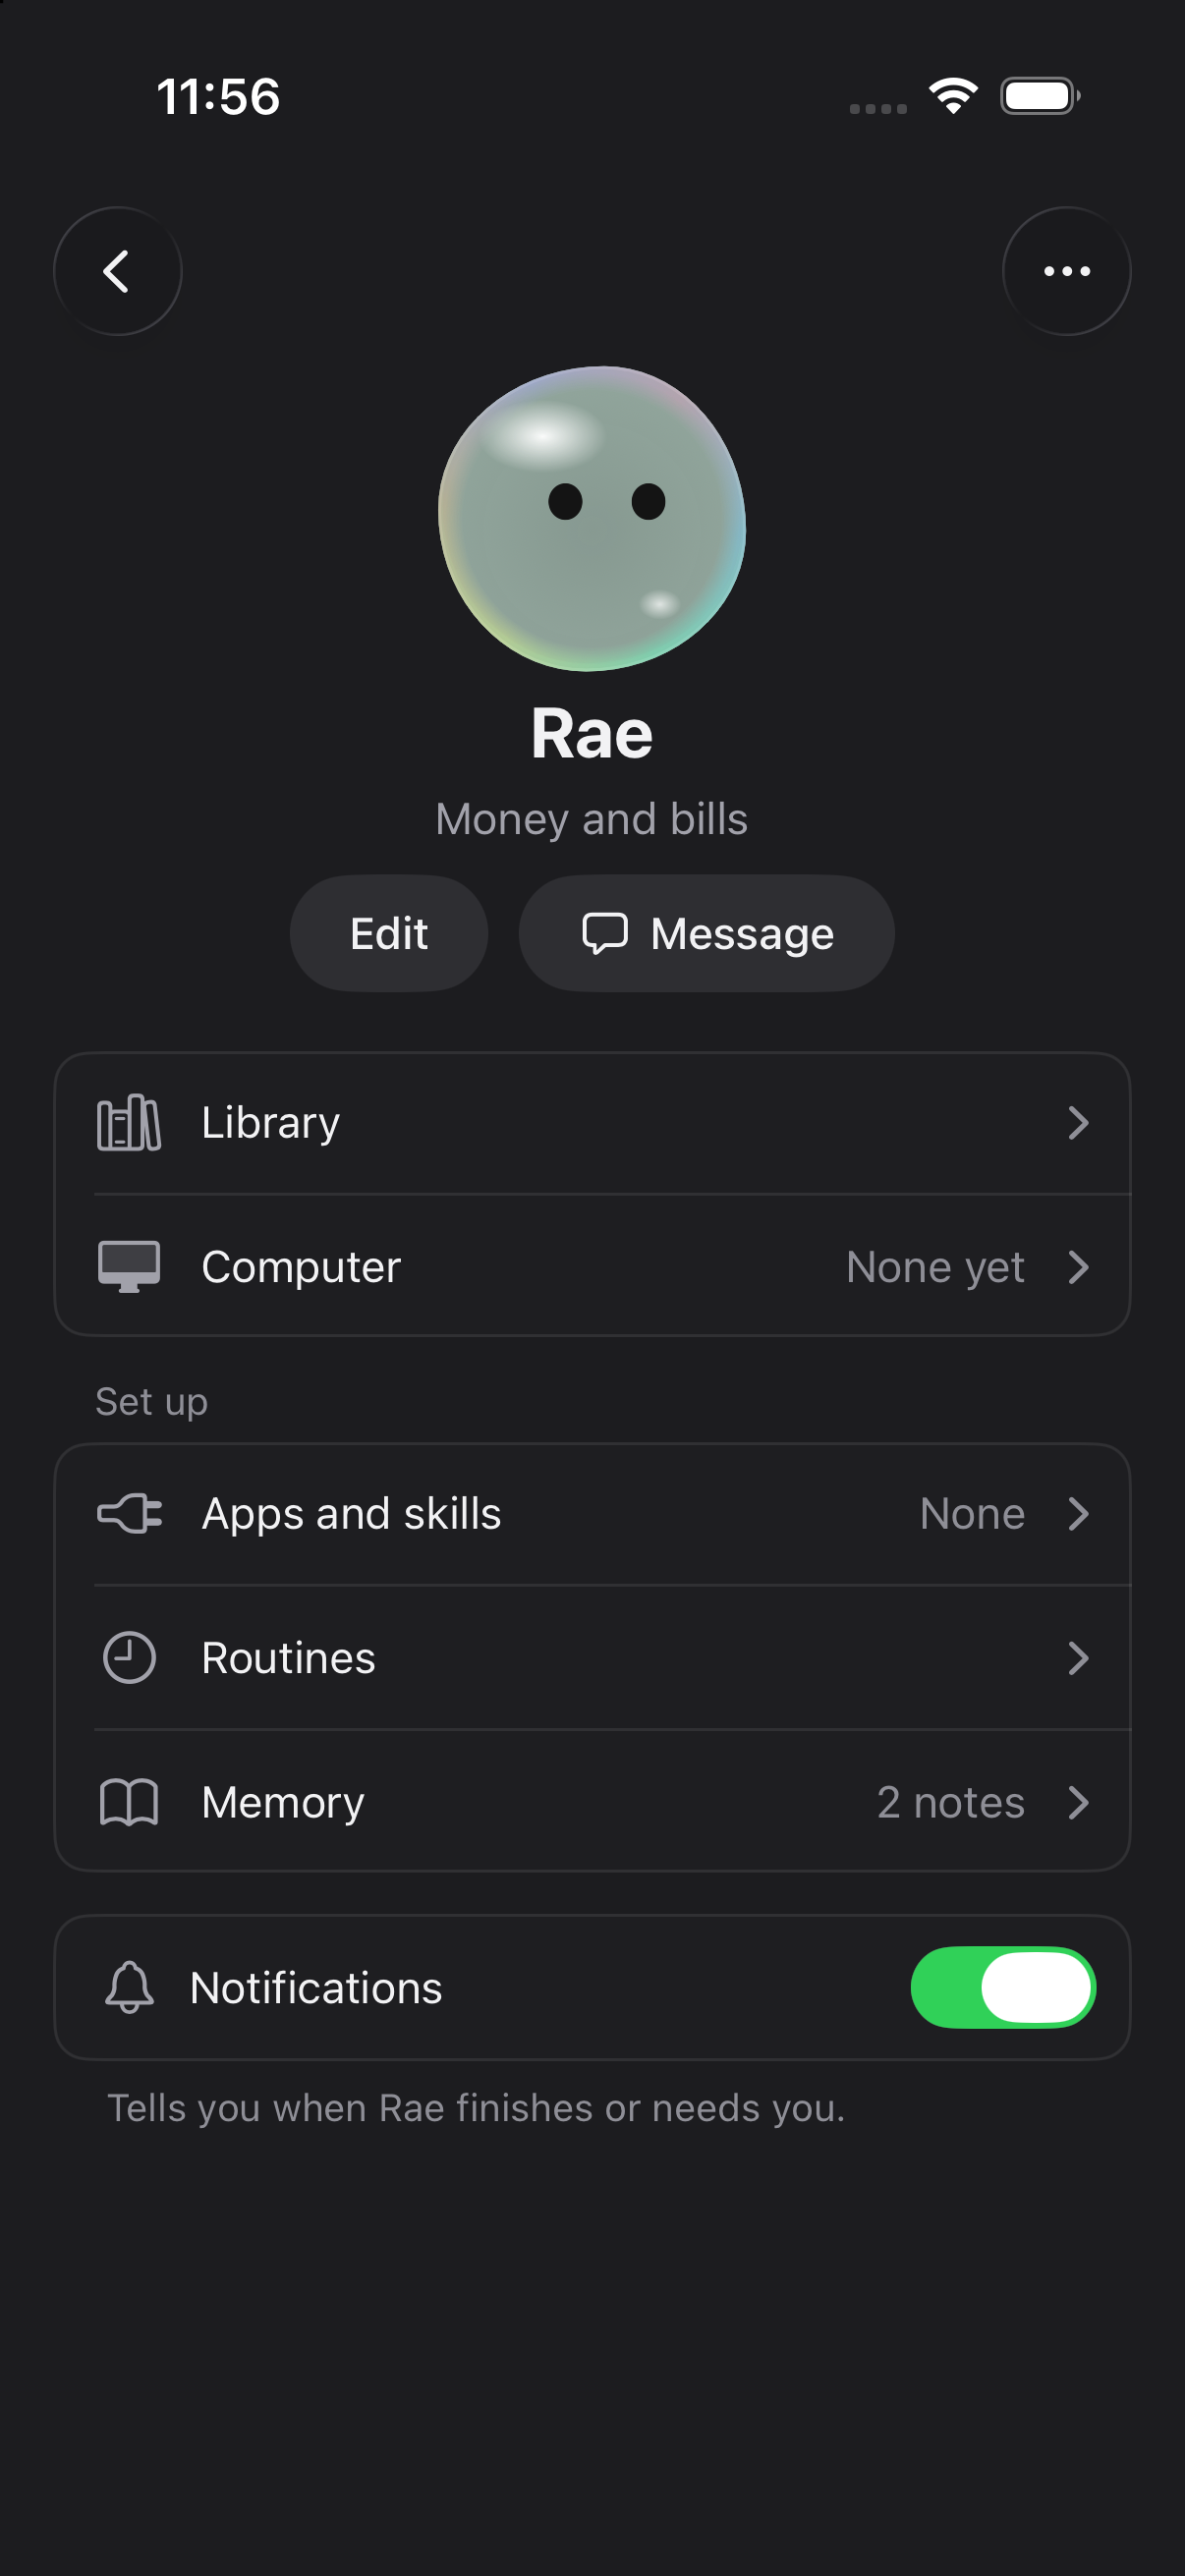 11:56
Rae
Money and bills
Edit
Message
Library
Computer
None yet
Set up
Apps and skills
None
Routines
Memory
2 notes
Notifications
Tells you when Rae finishes or needs you.